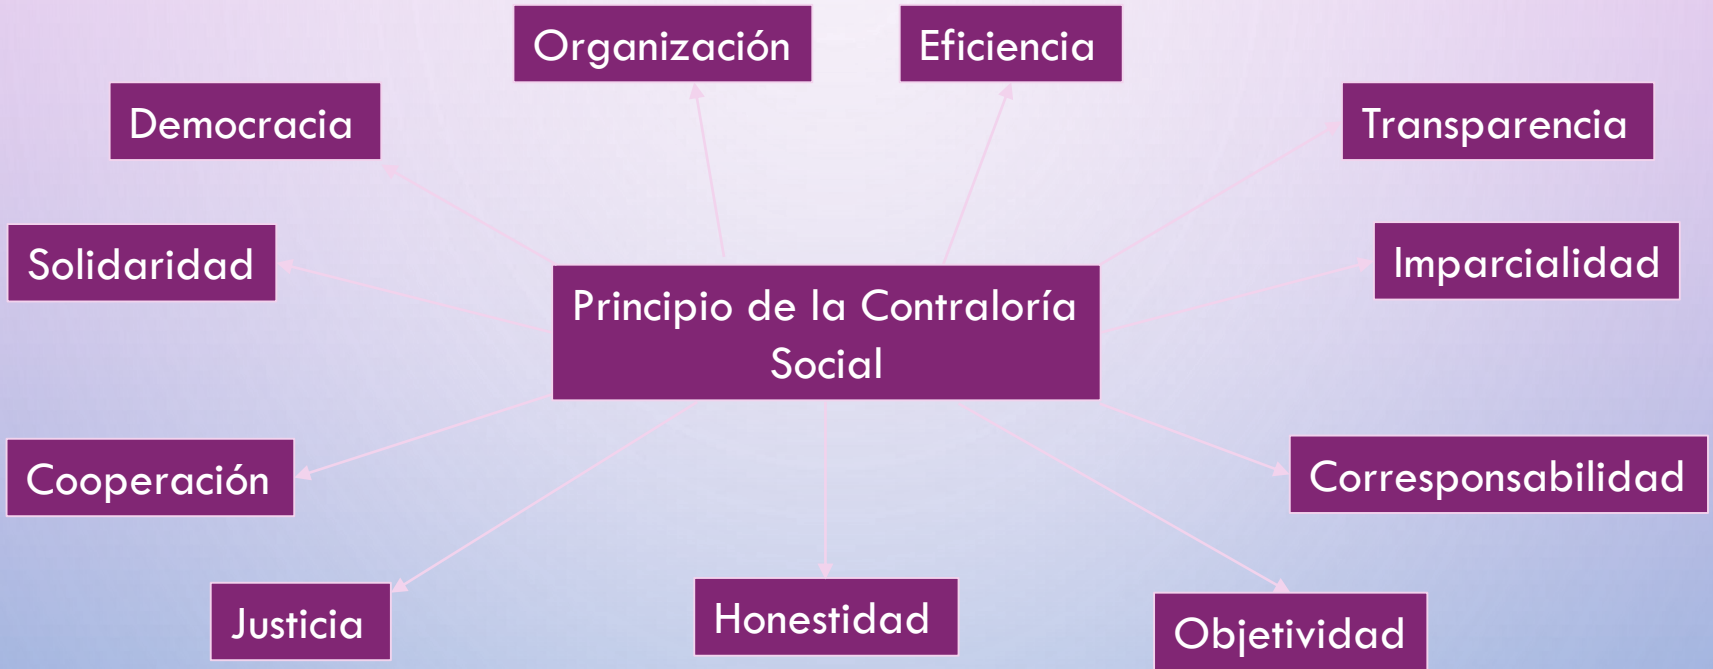 Organización
Eficiencia
Democracia
Transparencia
Solidaridad
Imparcialidad
Principio de la Contraloría
Social
Cooperación
Corresponsabilidad
Justicia
Honestidad
Objetividad